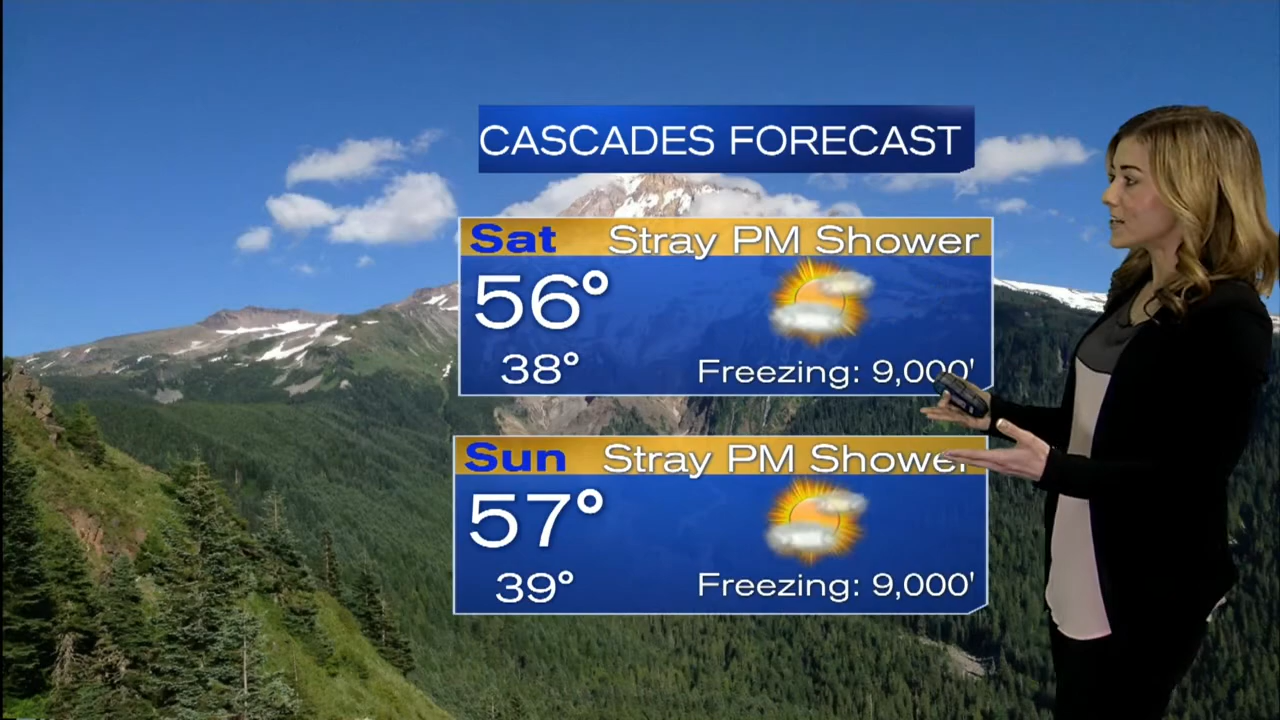 CASCADES FORECAST
Sat Stray PM Shower
56°
38° Freezing: 9,000'
Sun Stray PM Shower
57°
39° Freezing: 9,000'